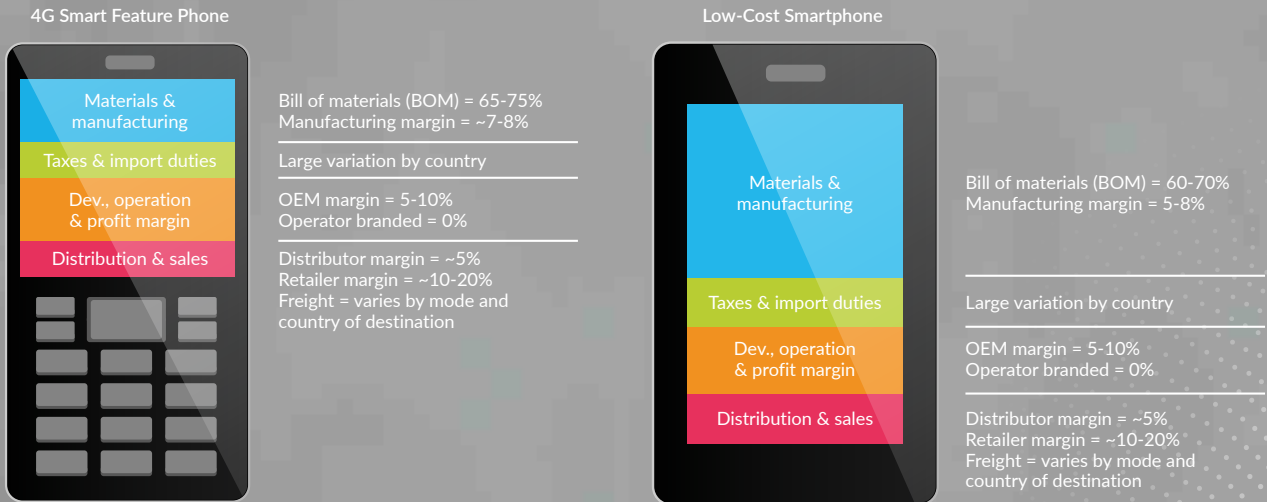 4G Smart Feature Phone
Materials &
manufacturing
Taxes & import duties
Dev., operation
& profit margin
Distribution & sales
Bill of materials (BOM) = 65-75%
Manufacturing margin = ~7-8%
Large variation by country
OEM margin = 5-10%
Operator branded = 0%
Distributor margin = ~5%
Retailer margin = ~10-20%
Freight = varies by mode and
country of destination
Low-Cost Smartphone
Materials &
manufacturing
Taxes & import duties
Dev., operation
& profit margin
Distribution & sales
Bill of materials (BOM) = 60-70%
Manufacturing margin = 5-8%
Large variation by country
OEM margin = 5-10%
Operator branded = 0%
Distributor margin = ~5%
Retailer margin = ~10-20%
Freight = varies by mode and
country of destination